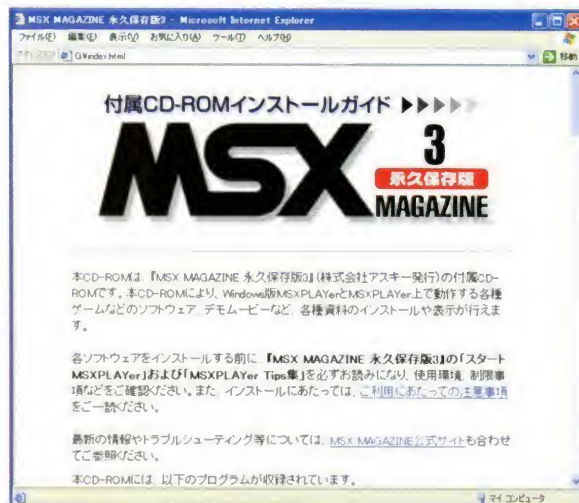 MSX MAGAZINE 永久保存版3 - Microsoft Internet Explorer
ファイル(F) 編集(E) 表示(V) お気に入り(A) ツール(T) ヘルプ(H)
G:¥index.html 移動
付属CD-ROMインストールガイド ▶▶▶▶▶
MSX
3
永久保存版
MAGAZINE
本CD-ROMは、『MSX MAGAZINE 永久保存版3』(株式会社アスキー発行)の付属CD-
ROMです。本CD-ROMにより、Windows版MSXPLAYerとMSXPLAYer上で動作する各種
ゲームなどのソフトウェア、デモムービーなど、各種資料のインストールや表示が行えま
す。
各ソフトウェアをインストールする前に、『MSX MAGAZINE 永久保存版3』の「スタート
MSXPLAYer」および「MSXPLAYer Tips集」を必ずお読みになり、使用環境、制限事
項などをご確認ください。また、インストールにあたっては、ご利用にあたっての注意事項
をご一読ください。
最新の情報やトラブルシューティング等については、MSX MAGAZINE公式サイトも合わせ
てご参照ください。
本CD-ROMには、以下のプログラムが収録されています。
マイ コンピュータ